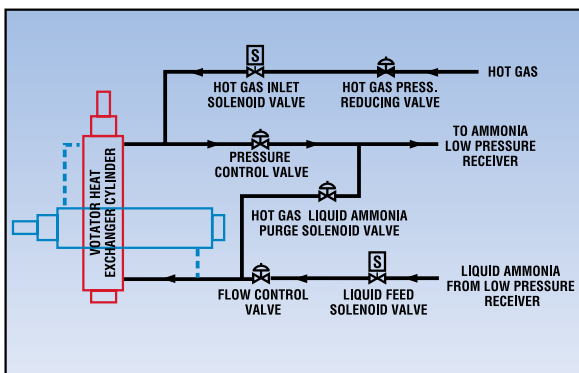 S
HOT GAS
HOT GAS INLET
SOLENOID VALVE
HOT GAS PRESS.
REDUCING VALVE
TO AMMONIA
LOW PRESSURE
RECEIVER
PRESSURE
CONTROL VALVE
VOTATOR HEAT
EXCHANGER CYLINDER
HOT GAS LIQUID AMMONIA
PURGE SOLENOID VALVE
S
LIQUID AMMONIA
FROM LOW PRESSURE
RECEIVER
FLOW CONTROL
VALVE
LIQUID FEED
SOLENOID VALVE